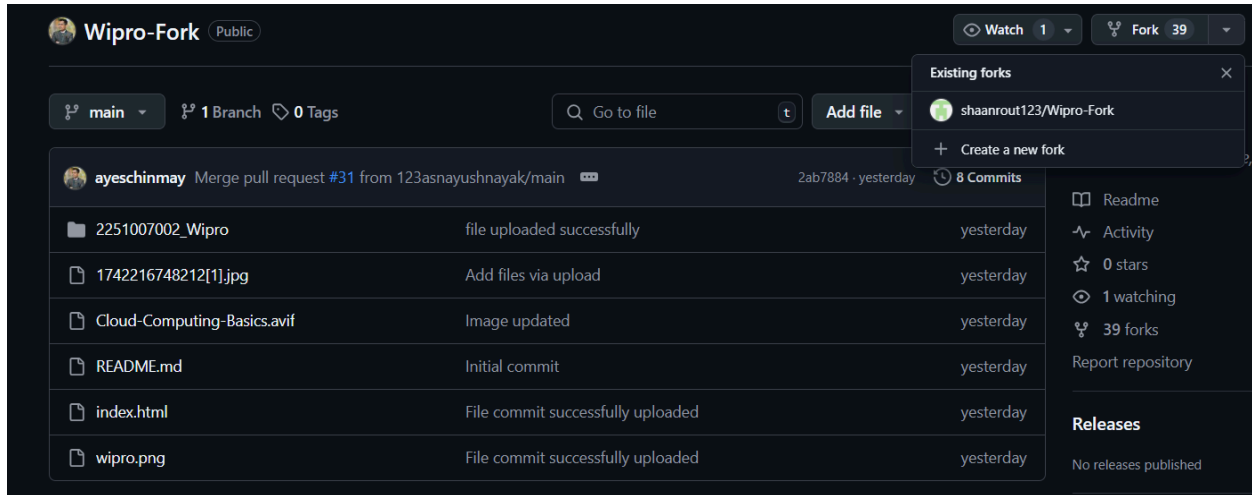 Wipro-Fork Public Watch 1 Fork 39
Existing forks
shaanrout123/Wipro-Fork
Create a new fork
main 1 Branch 0 Tags Go to file t Add file
ayeschinmay Merge pull request #31 from 123asnayushnayak/main 2ab7884 · yesterday 8 Commits
2251007002_Wipro file uploaded successfully yesterday
1742216748212[1].jpg Add files via upload yesterday
Cloud-Computing-Basics.avif Image updated yesterday
README.md Initial commit yesterday
index.html File commit successfully uploaded yesterday
wipro.png File commit successfully uploaded yesterday
Readme
Activity
0 stars
1 watching
39 forks
Report repository
Releases
No releases published